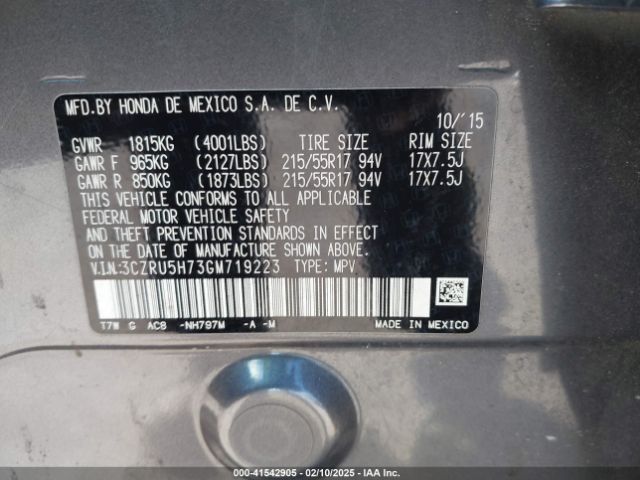 MFD.BY HONDA DE MEXICO S.A. DE C.V.
10/'15
GVWR 1815KG (4001LBS) TIRE SIZE RIM SIZE
GAWR F 965KG (2127LBS) 215/55R17 94V 17X7.5J
GAWR R 850KG (1873LBS) 215/55R17 94V 17X7.5J
THIS VEHICLE CONFORMS TO ALL APPLICABLE
FEDERAL MOTOR VEHICLE SAFETY
AND THEFT PREVENTION STANDARDS IN EFFECT
ON THE DATE OF MANUFACTURE SHOWN ABOVE.
V.I.N:3CZRU5H73GM719223 TYPE: MPV
T7W G AC8 -NH797M -A -M MADE IN MEXICO
000-41542905 - 02/10/2025 - IAA Inc.